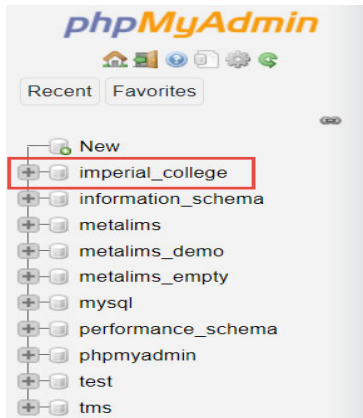 phpMyAdmin
Recent Favorites
New
imperial_college
information_schema
metalims
metalims_demo
metalims_empty
mysql
performance_schema
phpmyadmin
test
tms